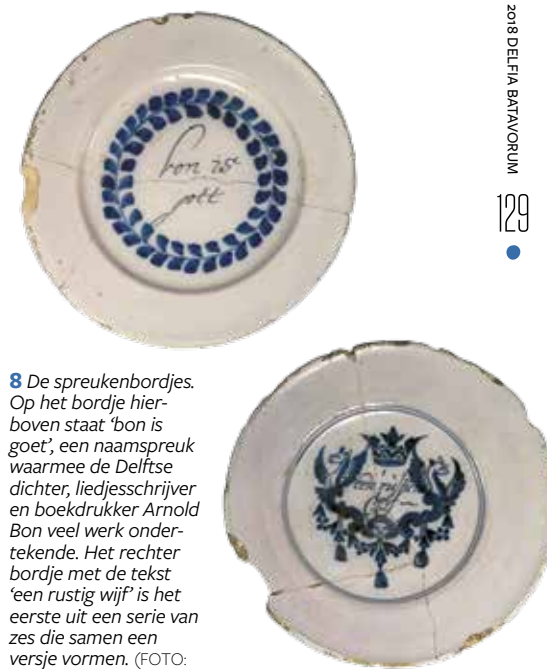 2018 DELFIA BATAVORUM
129
bon is
goet
8 De spreukenbordjes.
Op het bordje hier-
boven staat ‘bon is
goet’, een naamspreuk
waarmee de Delftse
dichter, liedjesschrijver
en boekdrukker Arnold
Bon veel werk onder-
tekende. Het rechter
bordje met de tekst
‘een rustig wijf’ is het
eerste uit een serie van
zes die samen een
versje vormen. (FOTO: